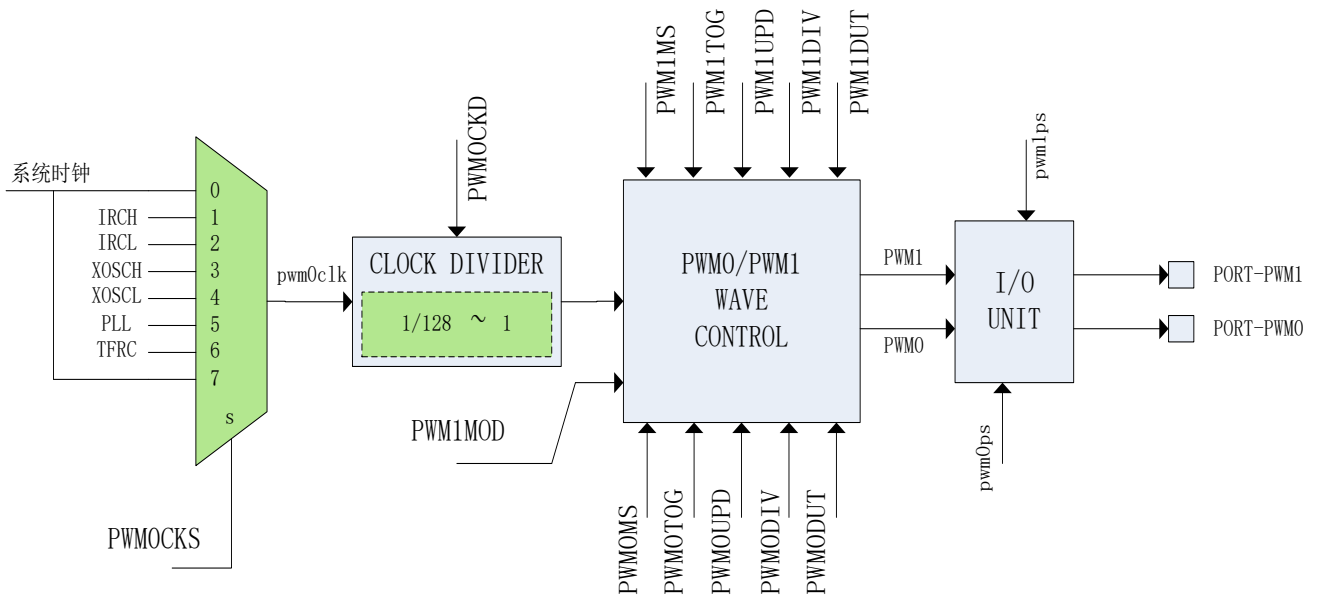 PWM1MS
PWM1TOG
PWM1UPD
PWM1DIV
PWM1DUT
PWM0CKD
pwm1ps
系统时钟
0
IRCH
1
IRCL
2
XOSCH
3
XOSCL
4
PLL
5
TFRC
6
7
s
pwm0clk
CLOCK DIVIDER
1/128 ~ 1
PWM0/PWM1
WAVE
CONTROL
PWM1
PWM0
I/O
UNIT
PORT-PWM1
PORT-PWM0
PWM1MOD
PWM0CKS
PWM0MS
PWM0TOG
PWM0UPD
PWM0DIV
PWM0DUT
pwm0ps